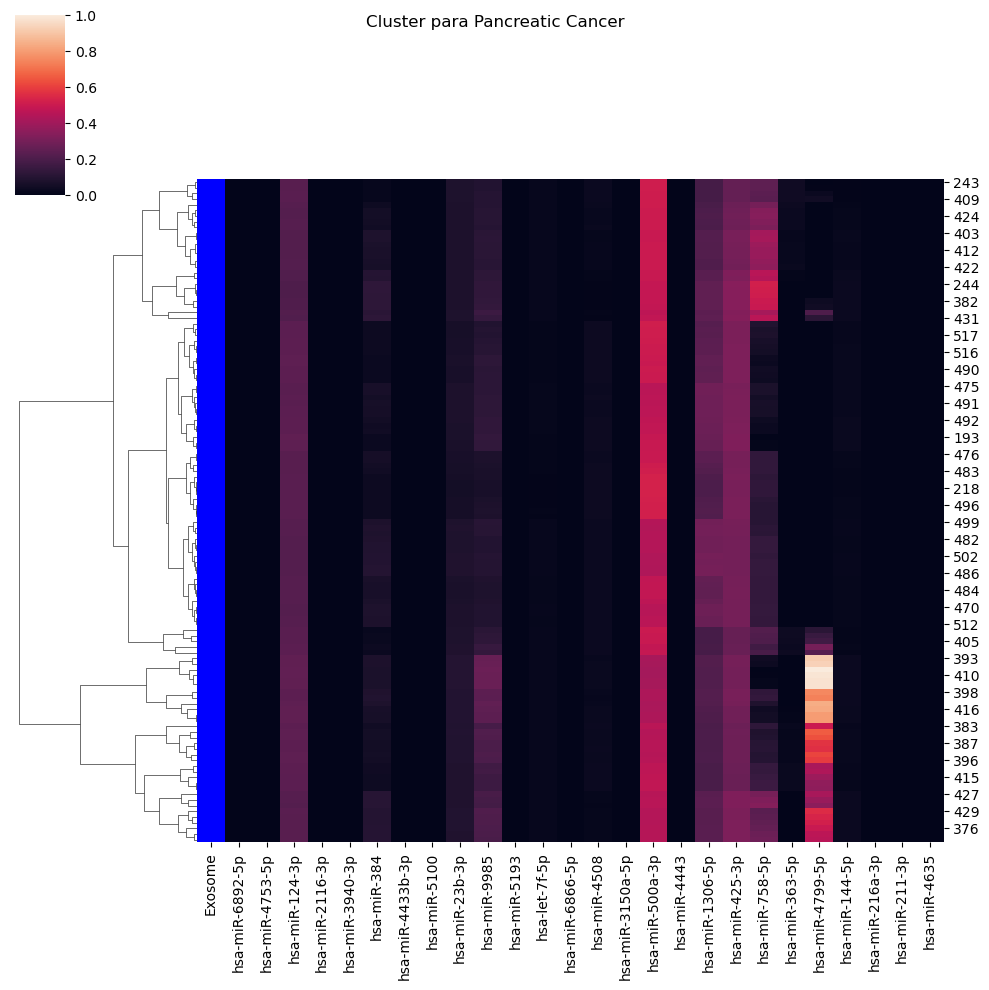 Cluster para Pancreatic Cancer
1.0
0.8
0.6
0.4
0.2
0.0
243
409
424
403
412
422
244
382
431
517
516
490
475
491
492
193
476
483
218
496
499
482
502
486
484
470
512
405
393
410
398
416
383
387
396
415
427
429
376
Exosome
hsa-miR-6892-5p
hsa-miR-4753-5p
hsa-miR-124-3p
hsa-miR-2116-3p
hsa-miR-3940-3p
hsa-miR-384
hsa-miR-4433b-3p
hsa-miR-5100
hsa-miR-23b-3p
hsa-miR-9985
hsa-miR-5193
hsa-let-7f-5p
hsa-miR-6866-5p
hsa-miR-4508
hsa-miR-3150a-5p
hsa-miR-500a-3p
hsa-miR-4443
hsa-miR-1306-5p
hsa-miR-425-3p
hsa-miR-758-5p
hsa-miR-363-5p
hsa-miR-4799-5p
hsa-miR-144-5p
hsa-miR-216a-3p
hsa-miR-211-3p
hsa-miR-4635